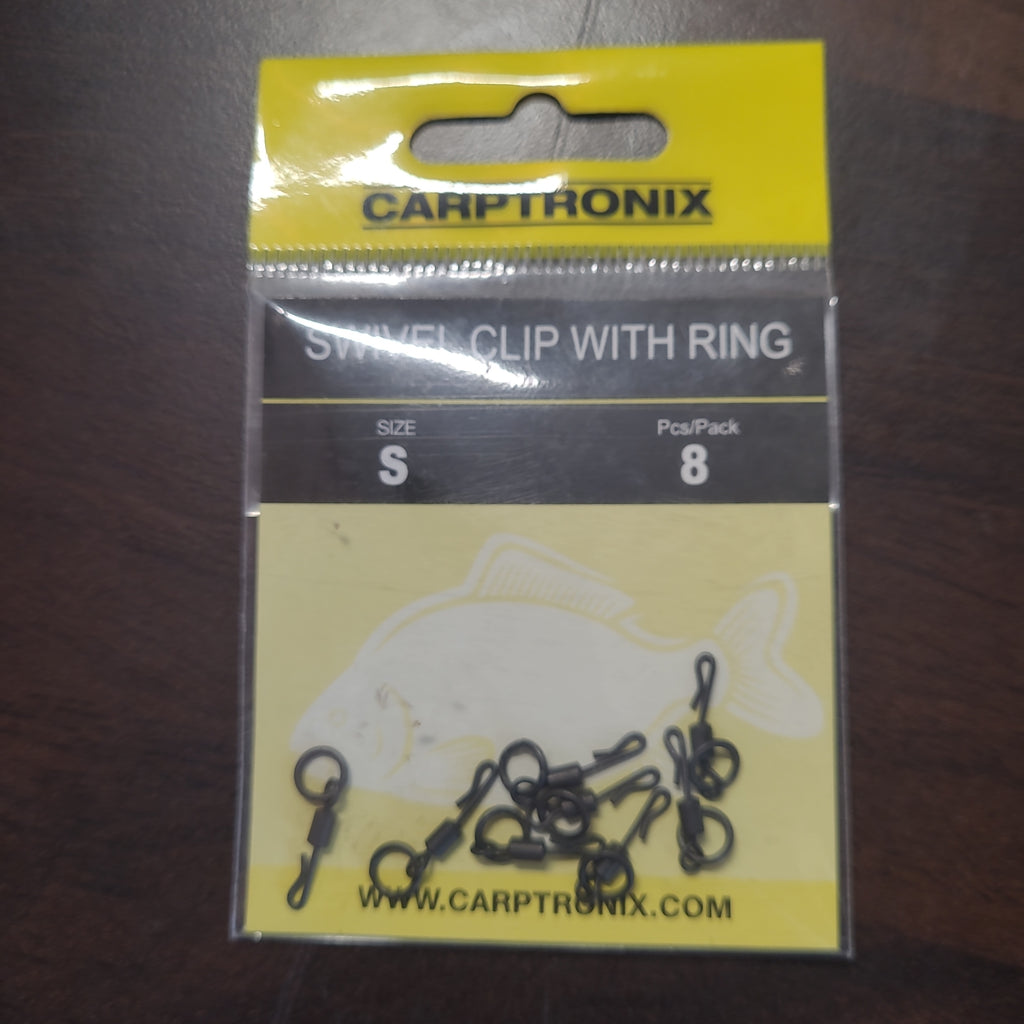 CARPTRONIX
SWIVEL CLIP WITH RING
SIZE
S
Pcs/Pack
8
WWW.CARPTRONIX.COM